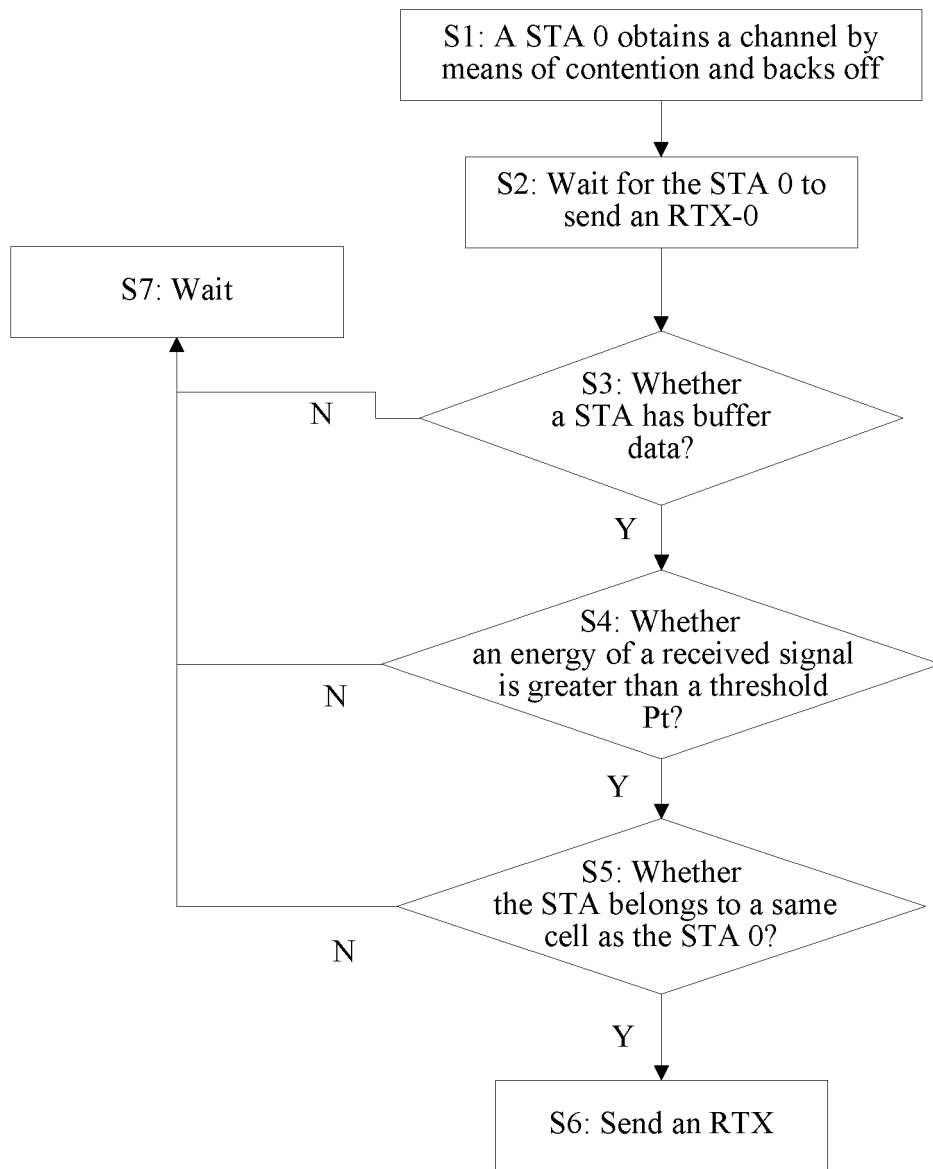 S1: A STA 0 obtains a channel by
means of contention and backs off
S2: Wait for the STA 0 to
send an RTX-0
S7: Wait
S3: Whether
a STA has buffer
data?
N
Y
S4: Whether
an energy of a received signal
is greater than a threshold
Pt?
N
Y
S5: Whether
the STA belongs to a same
cell as the STA 0?
N
Y
S6: Send an RTX